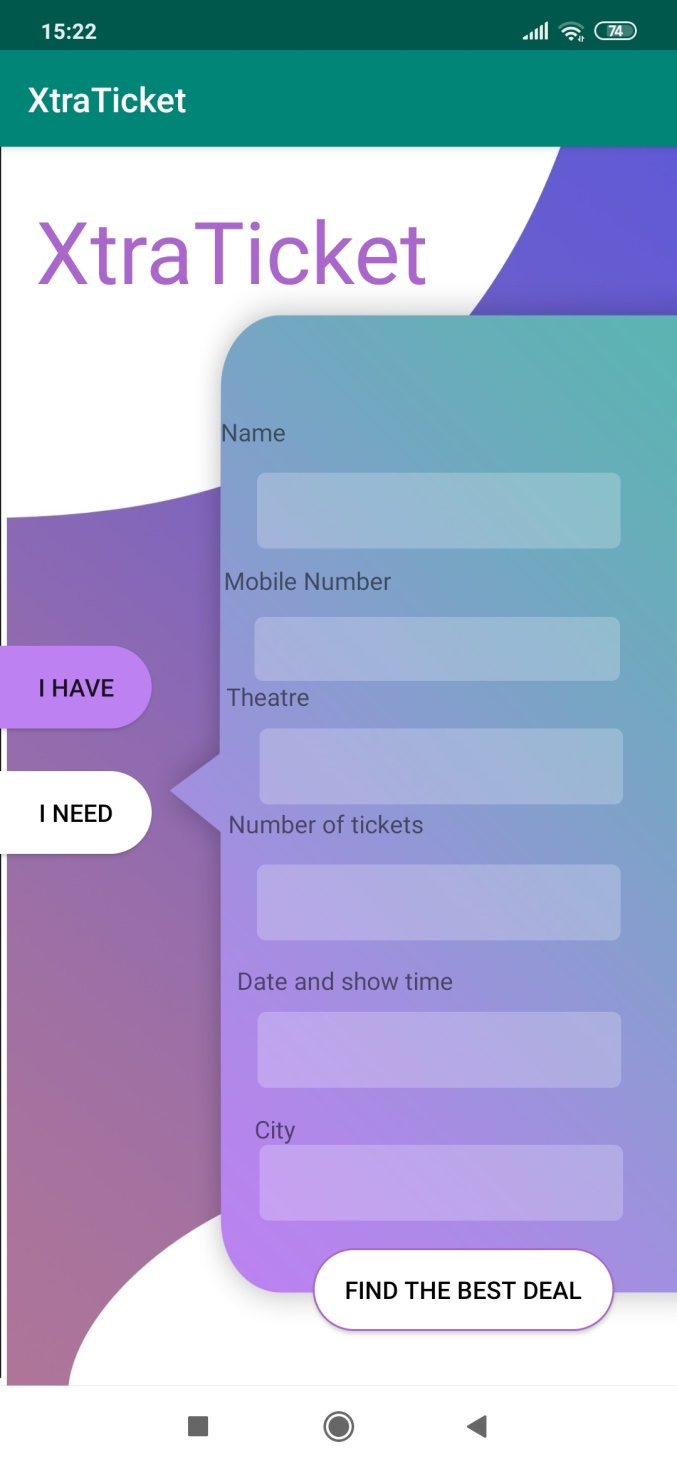 15:22
74
XtraTicket
XtraTicket
Name
Mobile Number
I HAVE
Theatre
I NEED
Number of tickets
Date and show time
City
FIND THE BEST DEAL